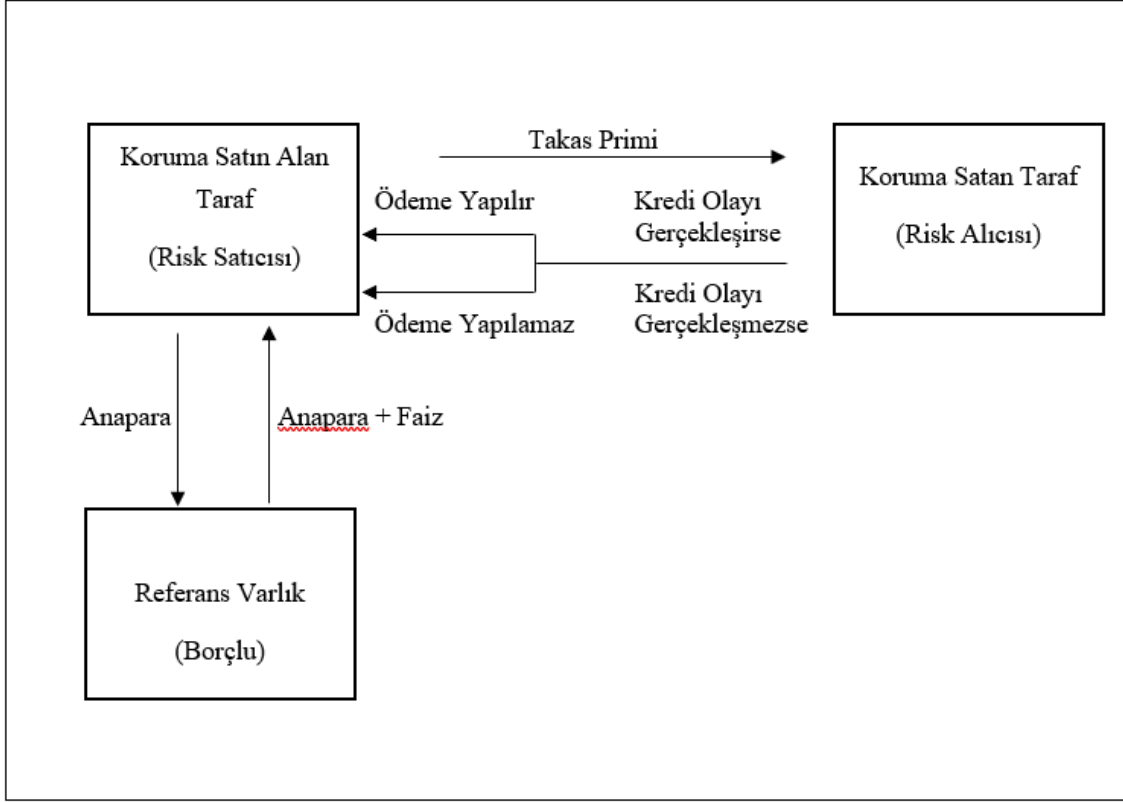 Koruma Satın Alan
Taraf
(Risk Satıcısı)
Takas Primi
Koruma Satan Taraf
(Risk Alıcısı)
Ödeme Yapılır
Kredi Olayı
Gerçekleşirse
Ödeme Yapılamaz
Kredi Olayı
Gerçekleşmezse
Anapara
Anapara + Faiz
Referans Varlık
(Borçlu)